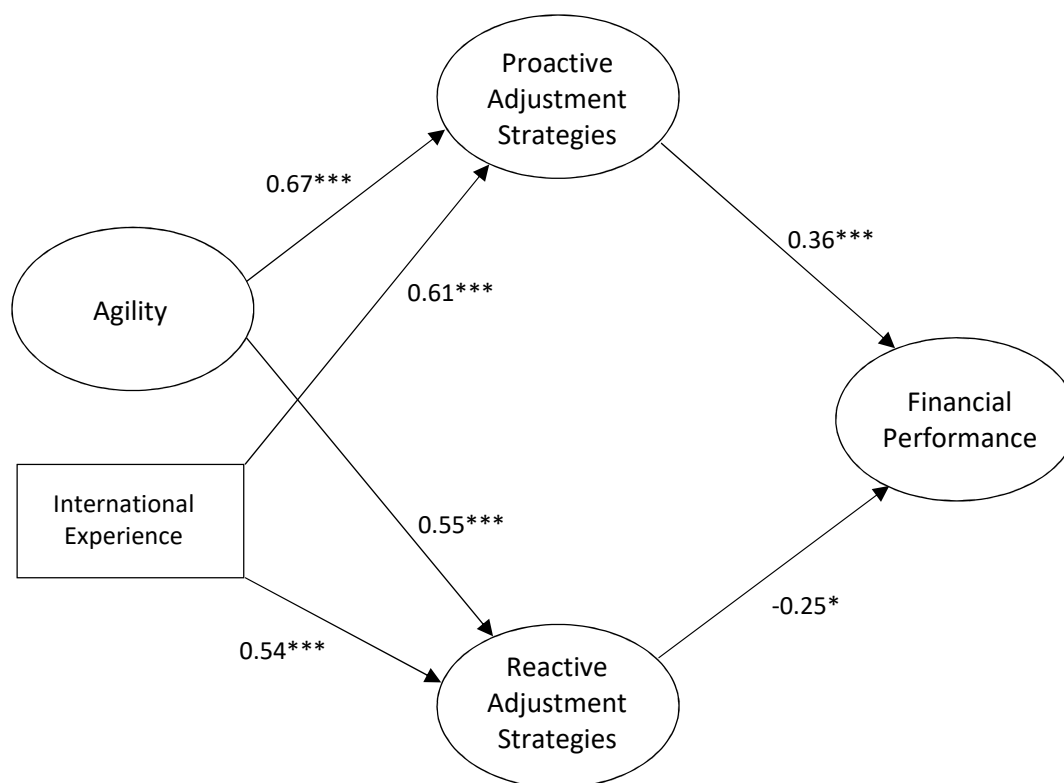 Proactive
Adjustment
Strategies
0.67***
0.36***
0.61***
Agility
Financial
Performance
International
Experience
0.55***
-0.25*
0.54***
Reactive
Adjustment
Strategies